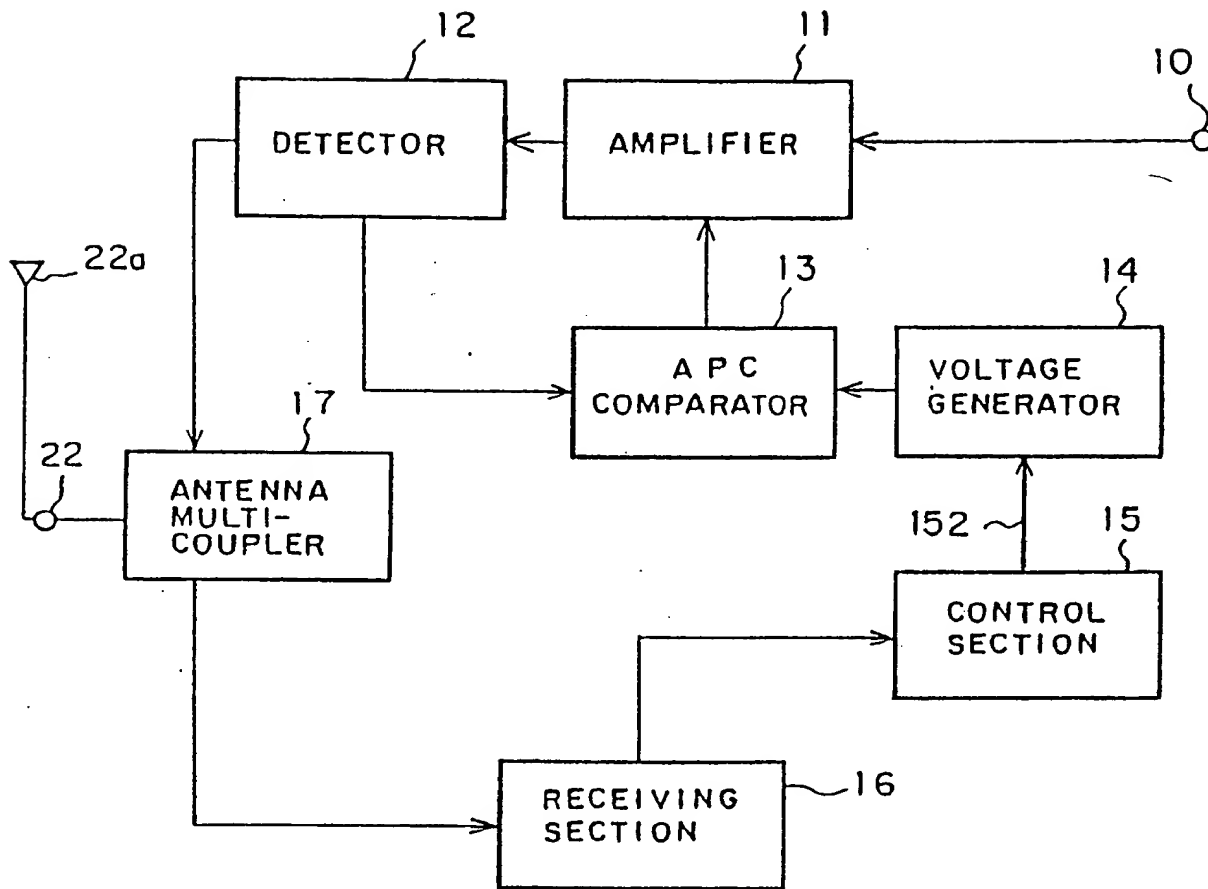 12
11
10
DETECTOR
AMPLIFIER
22a
13
14
A P C
COMPARATOR
VOLTAGE
GENERATOR
17
22
ANTENNA
MULTI-
COUPLER
152
15
CONTROL
SECTION
16
RECEIVING
SECTION